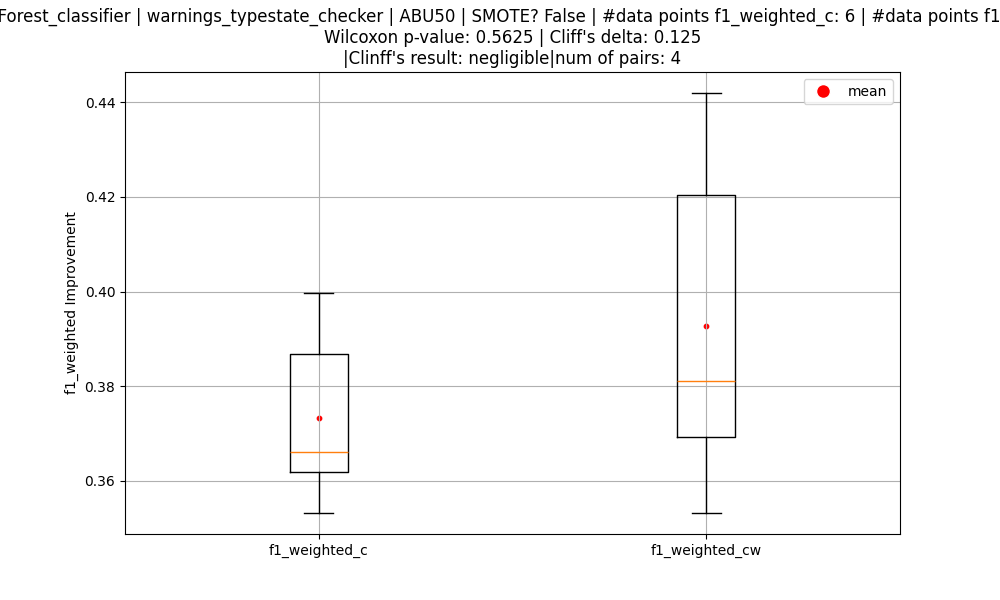 Forest_classifier | warnings_typestate_checker | ABU50 | SMOTE? False | #data points f1_weighted_c: 6 | #data points f1
Wilcoxon p-value: 0.5625 | Cliff's delta: 0.125
|Clinff's result: negligible|num of pairs: 4
mean
0.44
0.42
0.40
0.38
0.36
f1_weighted Improvement
f1_weighted_c
f1_weighted_cw